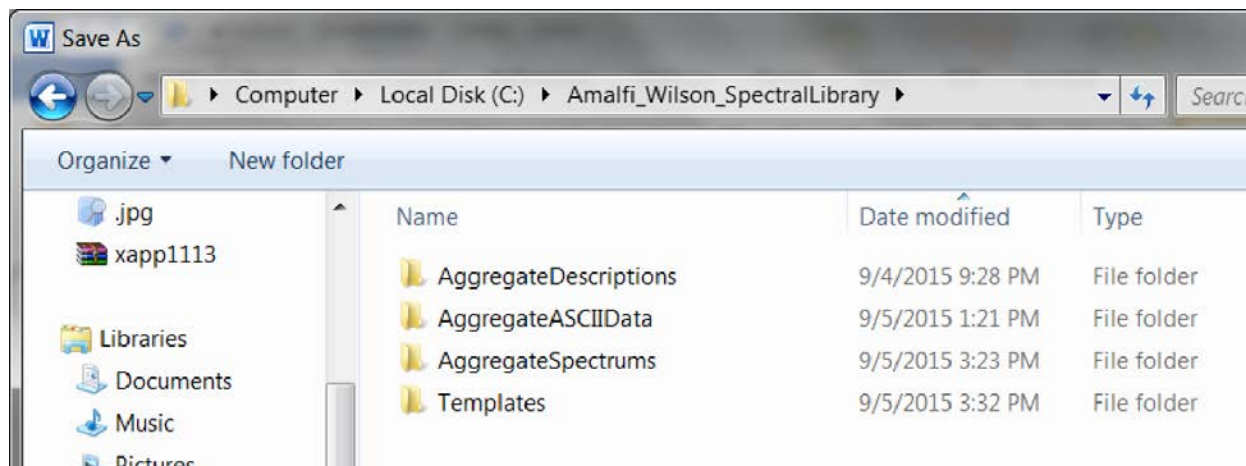 W Save As
Computer Local Disk (C:) Amalfi_Wilson_SpectralLibrary Search
Organize New folder
.jpg
xapp1113
Libraries
Documents
Music
Pictures
Name Date modified Type
AggregateDescriptions 9/4/2015 9:28 PM File folder
AggregateASCIIData 9/5/2015 1:21 PM File folder
AggregateSpectrums 9/5/2015 3:23 PM File folder
Templates 9/5/2015 3:32 PM File folder